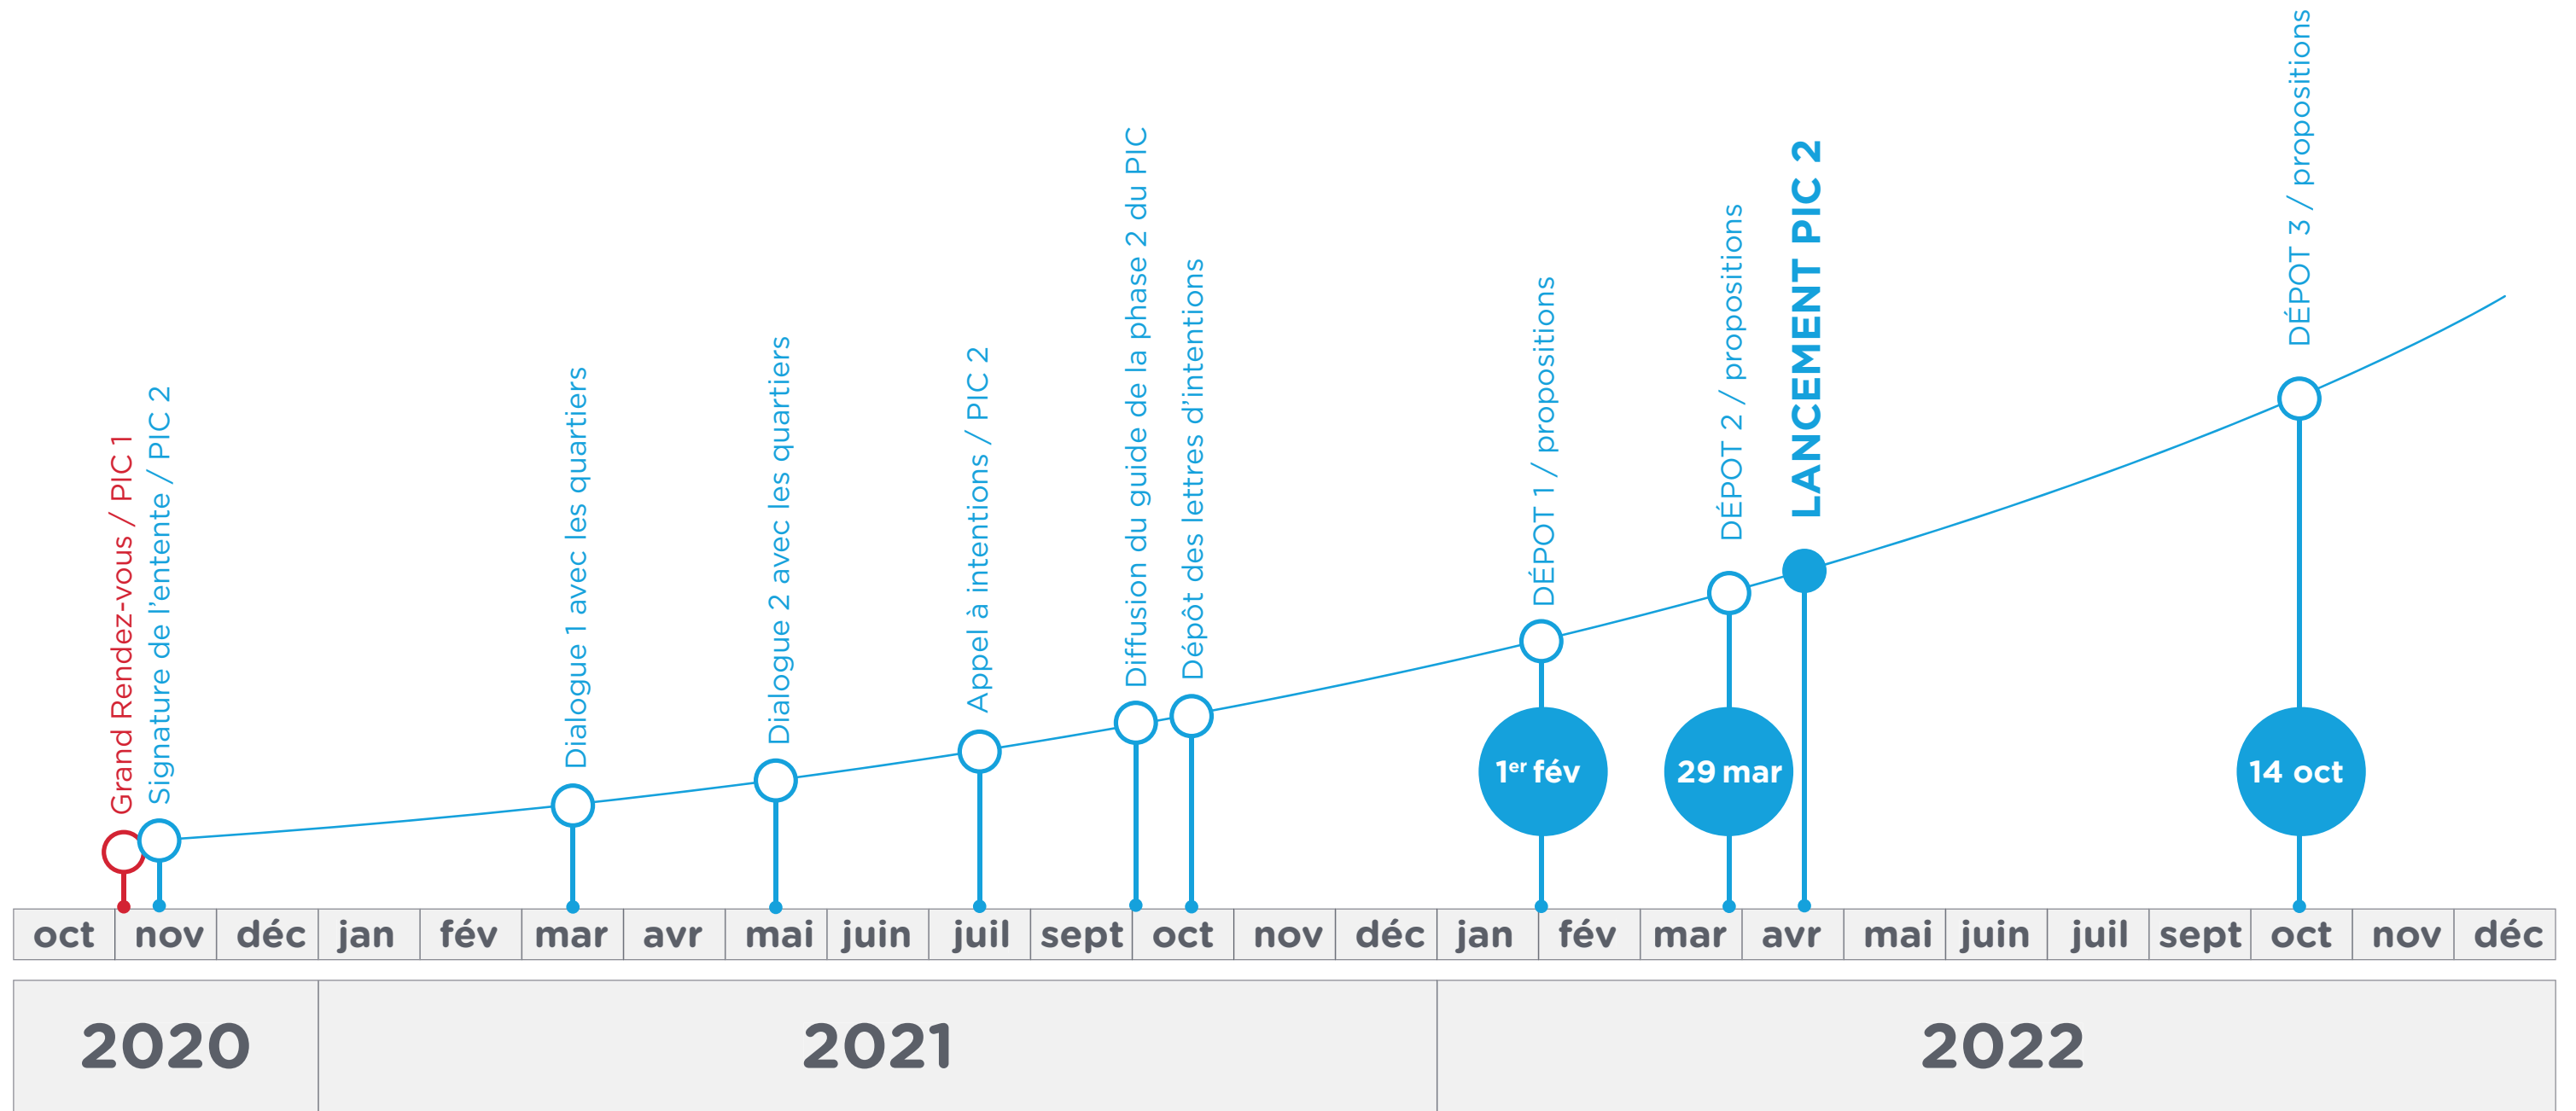 Grand Rendez-vous / PIC 1
Signature de l'entente / PIC 2
Dialogue 1 avec les quartiers
Dialogue 2 avec les quartiers
Appel à intentions / PIC 2
Diffusion du guide de la phase 2 du PIC
Dépôt des lettres d'intentions
DÉPOT 1 / propositions
DÉPOT 2 / propositions
LANCEMENT PIC 2
DÉPOT 3 / propositions
1er fév
29 mar
14 oct
oct nov déc jan fév mar avr mai juin juil sept oct nov déc jan fév mar avr mai juin juil sept oct nov déc
2020 2021 2022